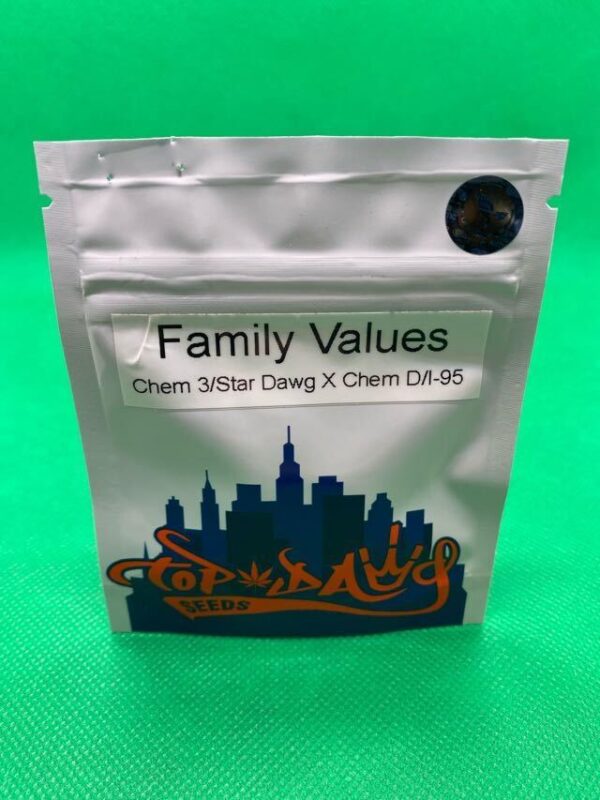 Family Values
Chem 3/Star Dawg X Chem D/I-95
TOP DAWG
SEEDS